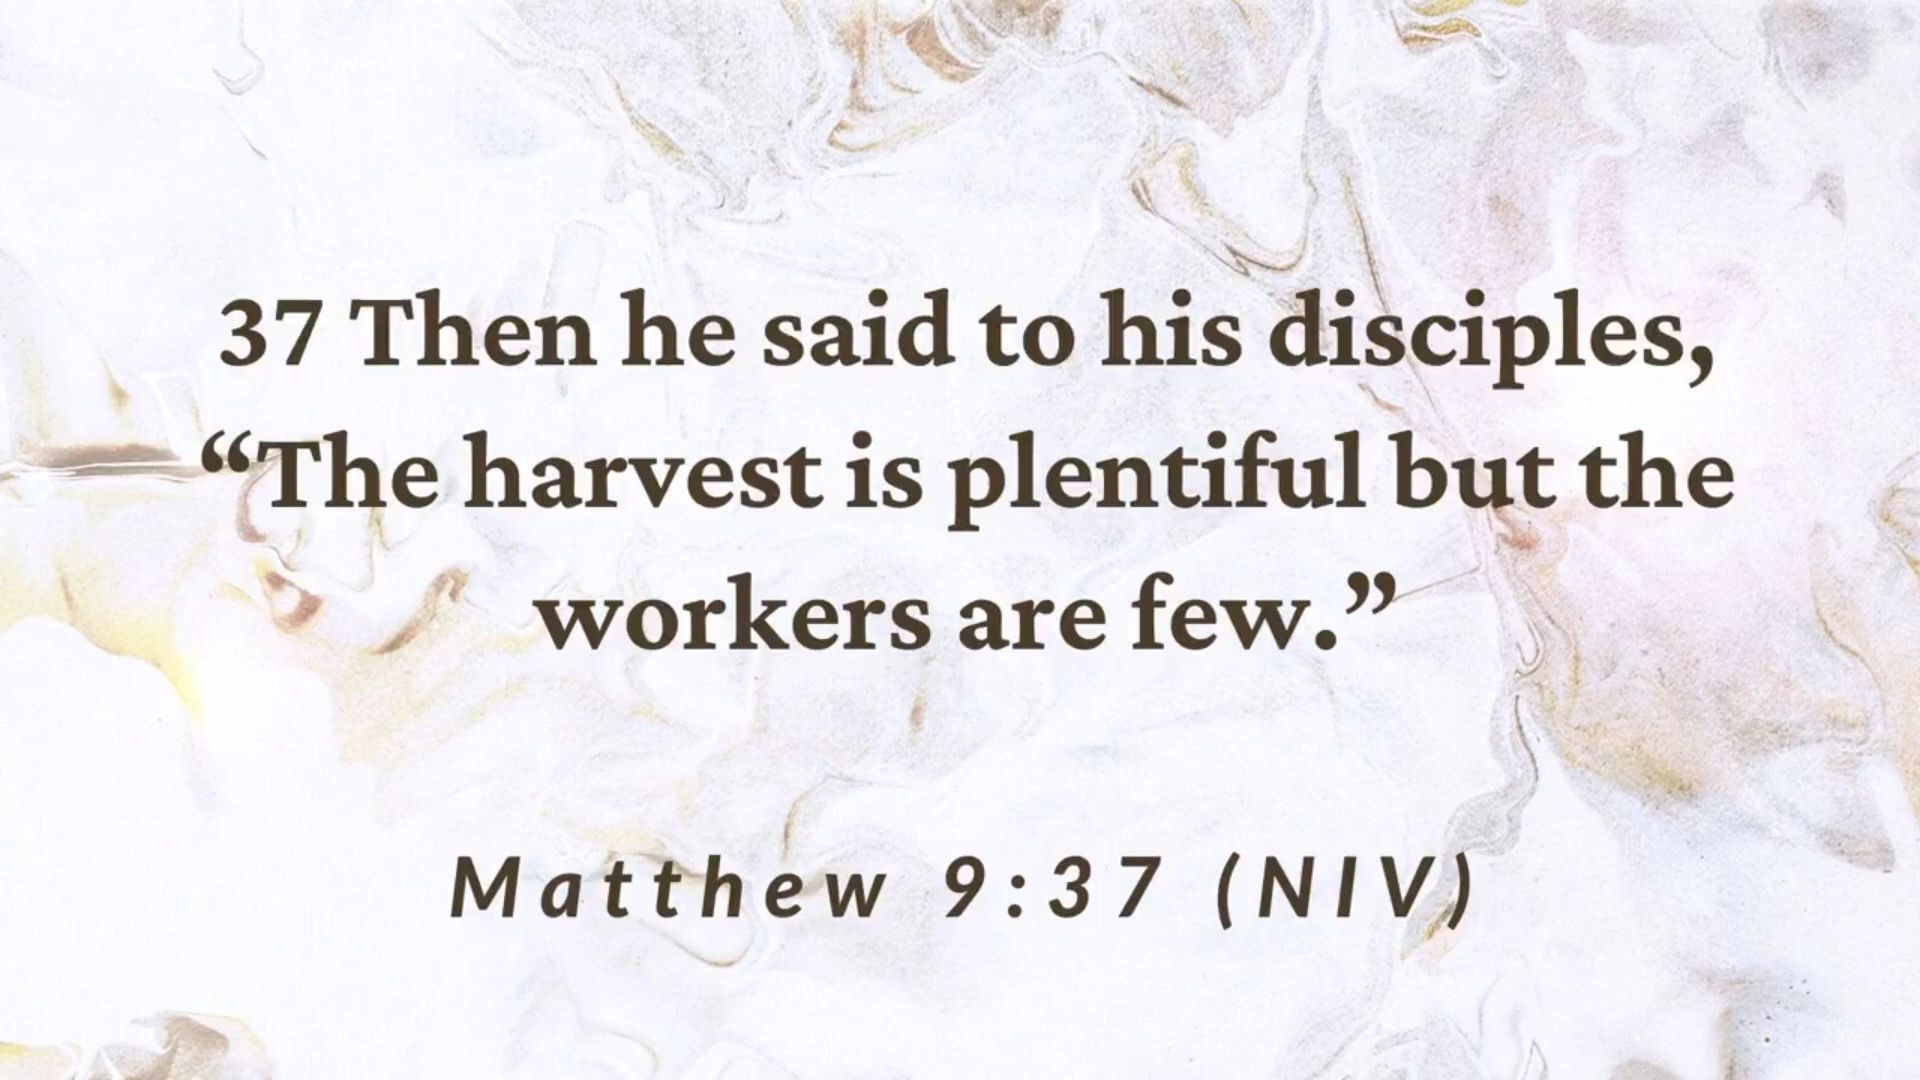 37 Then he said to his disciples,
“The harvest is plentiful but the
workers are few.”
Matthew 9:37 (NIV)